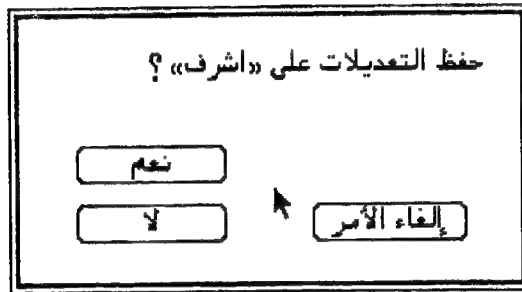 حفظ التعديلات على «اشرف» ؟
نعم
لا
إلغاء الأمر